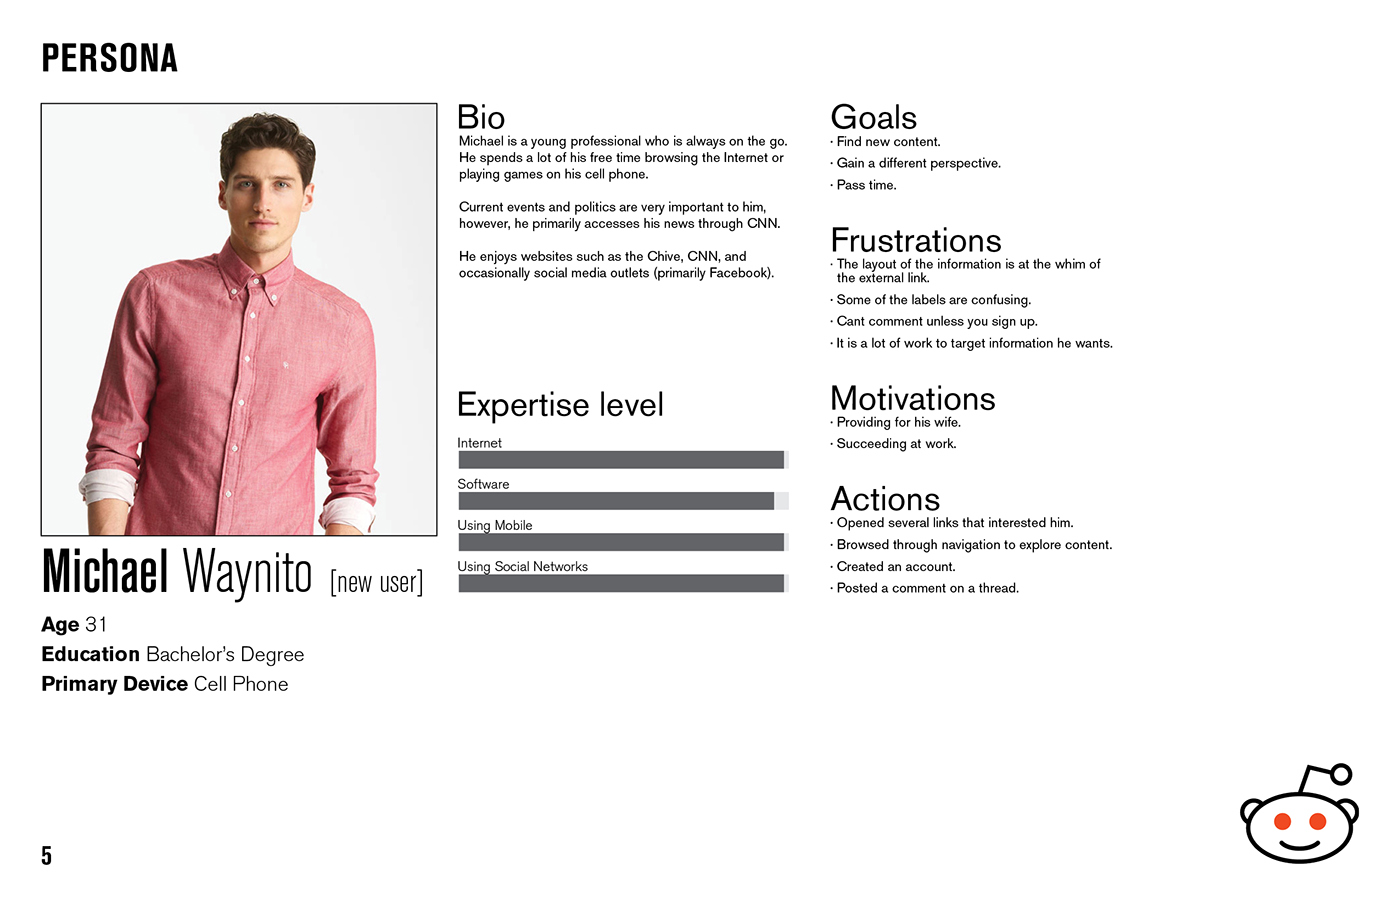 PERSONA
Michael Waynito [new user]
Age 31
Education Bachelor's Degree
Primary Device Cell Phone
Bio
Michael is a young professional who is always on the go.
He spends a lot of his free time browsing the Internet or
playing games on his cell phone.
Current events and politics are very important to him,
however, he primarily accesses his news through CNN.
He enjoys websites such as the Chive, CNN, and
occasionally social media outlets (primarily Facebook).
Expertise level
Internet
Software
Using Mobile
Using Social Networks
Goals
· Find new content.
· Gain a different perspective.
· Pass time.
Frustrations
· The layout of the information is at the whim of
the external link.
· Some of the labels are confusing.
· Cant comment unless you sign up.
· It is a lot of work to target information he wants.
Motivations
· Providing for his wife.
· Succeeding at work.
Actions
· Opened several links that interested him.
· Browsed through navigation to explore content.
· Created an account.
· Posted a comment on a thread.
5